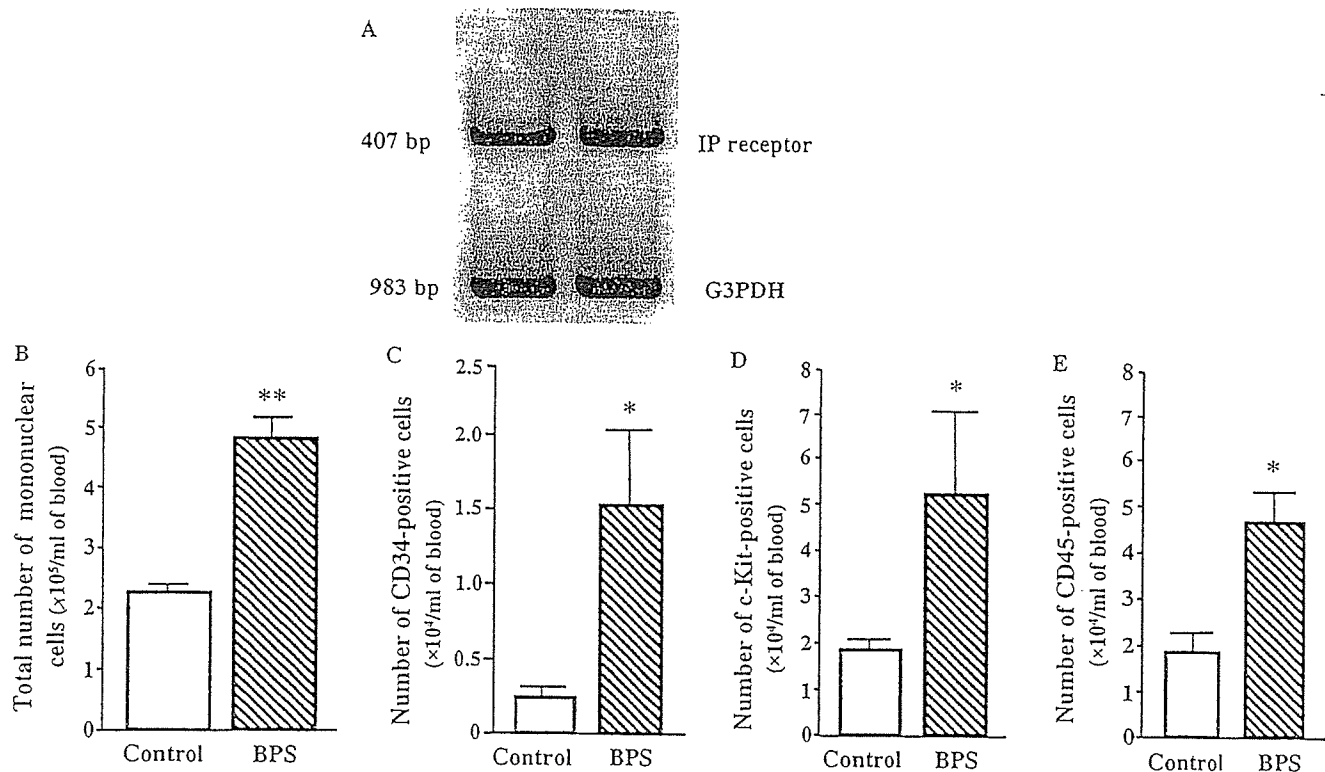 A
407 bp
IP receptor
983 bp
G3PDH
B
Total number of mononuclear
cells (x10⁵/ml of blood)
6
5
4
3
2
1
0
**
Control
BPS
C
Number of CD34-positive cells
(×10⁴/ml of blood)
2.5
2.0
1.5
1.0
0.5
0
*
Control
BPS
D
Number of c-Kit-positive cells
(×10⁴/ml of blood)
8
7
6
5
4
3
2
1
0
*
Control
BPS
E
Number of CD45-positive cells
(×10⁴/ml of blood)
8
7
6
5
4
3
2
1
0
*
Control
BPS